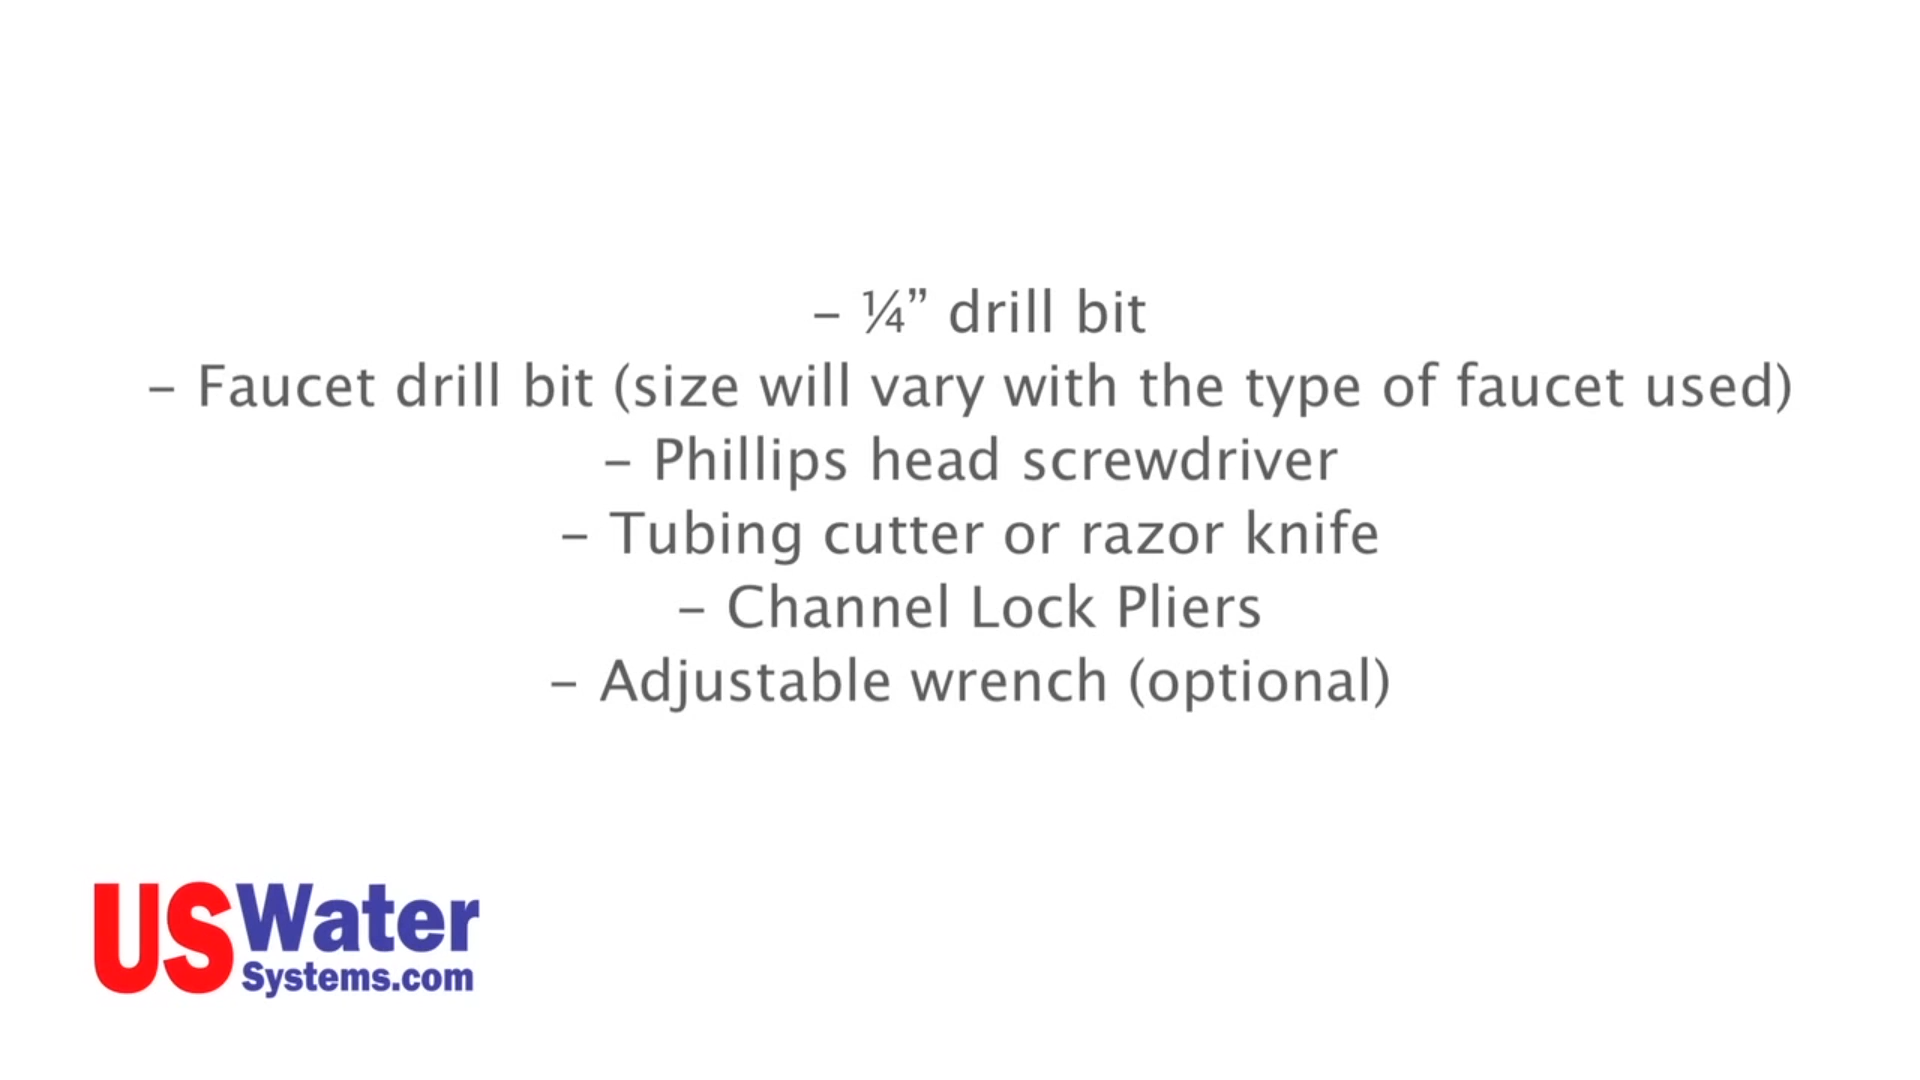 – ¼” drill bit
– Faucet drill bit (size will vary with the type of faucet used)
– Phillips head screwdriver
– Tubing cutter or razor knife
– Channel Lock Pliers
– Adjustable wrench (optional)
USWater
Systems.com